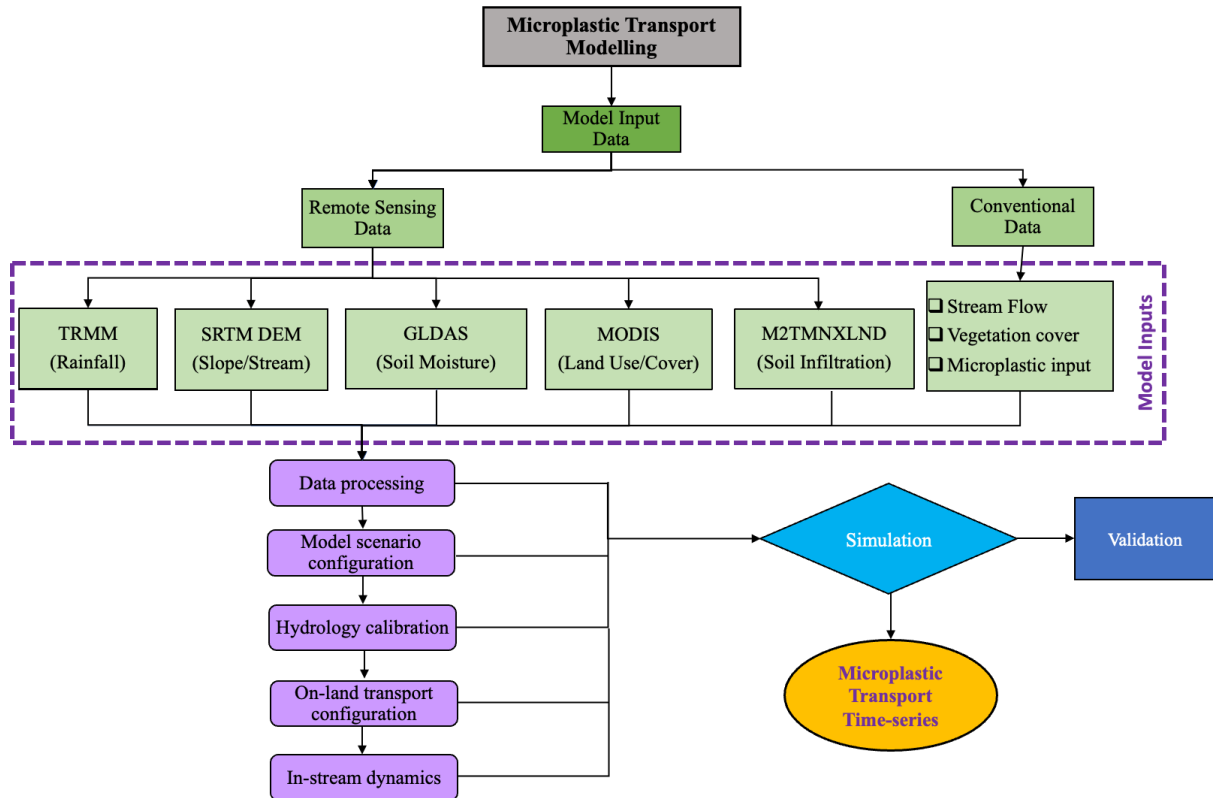 Microplastic Transport
Modelling
Model Input
Data
Remote Sensing
Data
Conventional
Data
TRMM
(Rainfall)
SRTM DEM
(Slope/Stream)
GLDAS
(Soil Moisture)
MODIS
(Land Use/Cover)
M2TMNXLND
(Soil Infiltration)
Stream Flow
Vegetation cover
Microplastic input
Model Inputs
Data processing
Model scenario
configuration
Hydrology calibration
On-land transport
configuration
In-stream dynamics
Simulation
Validation
Microplastic
Transport
Time-series